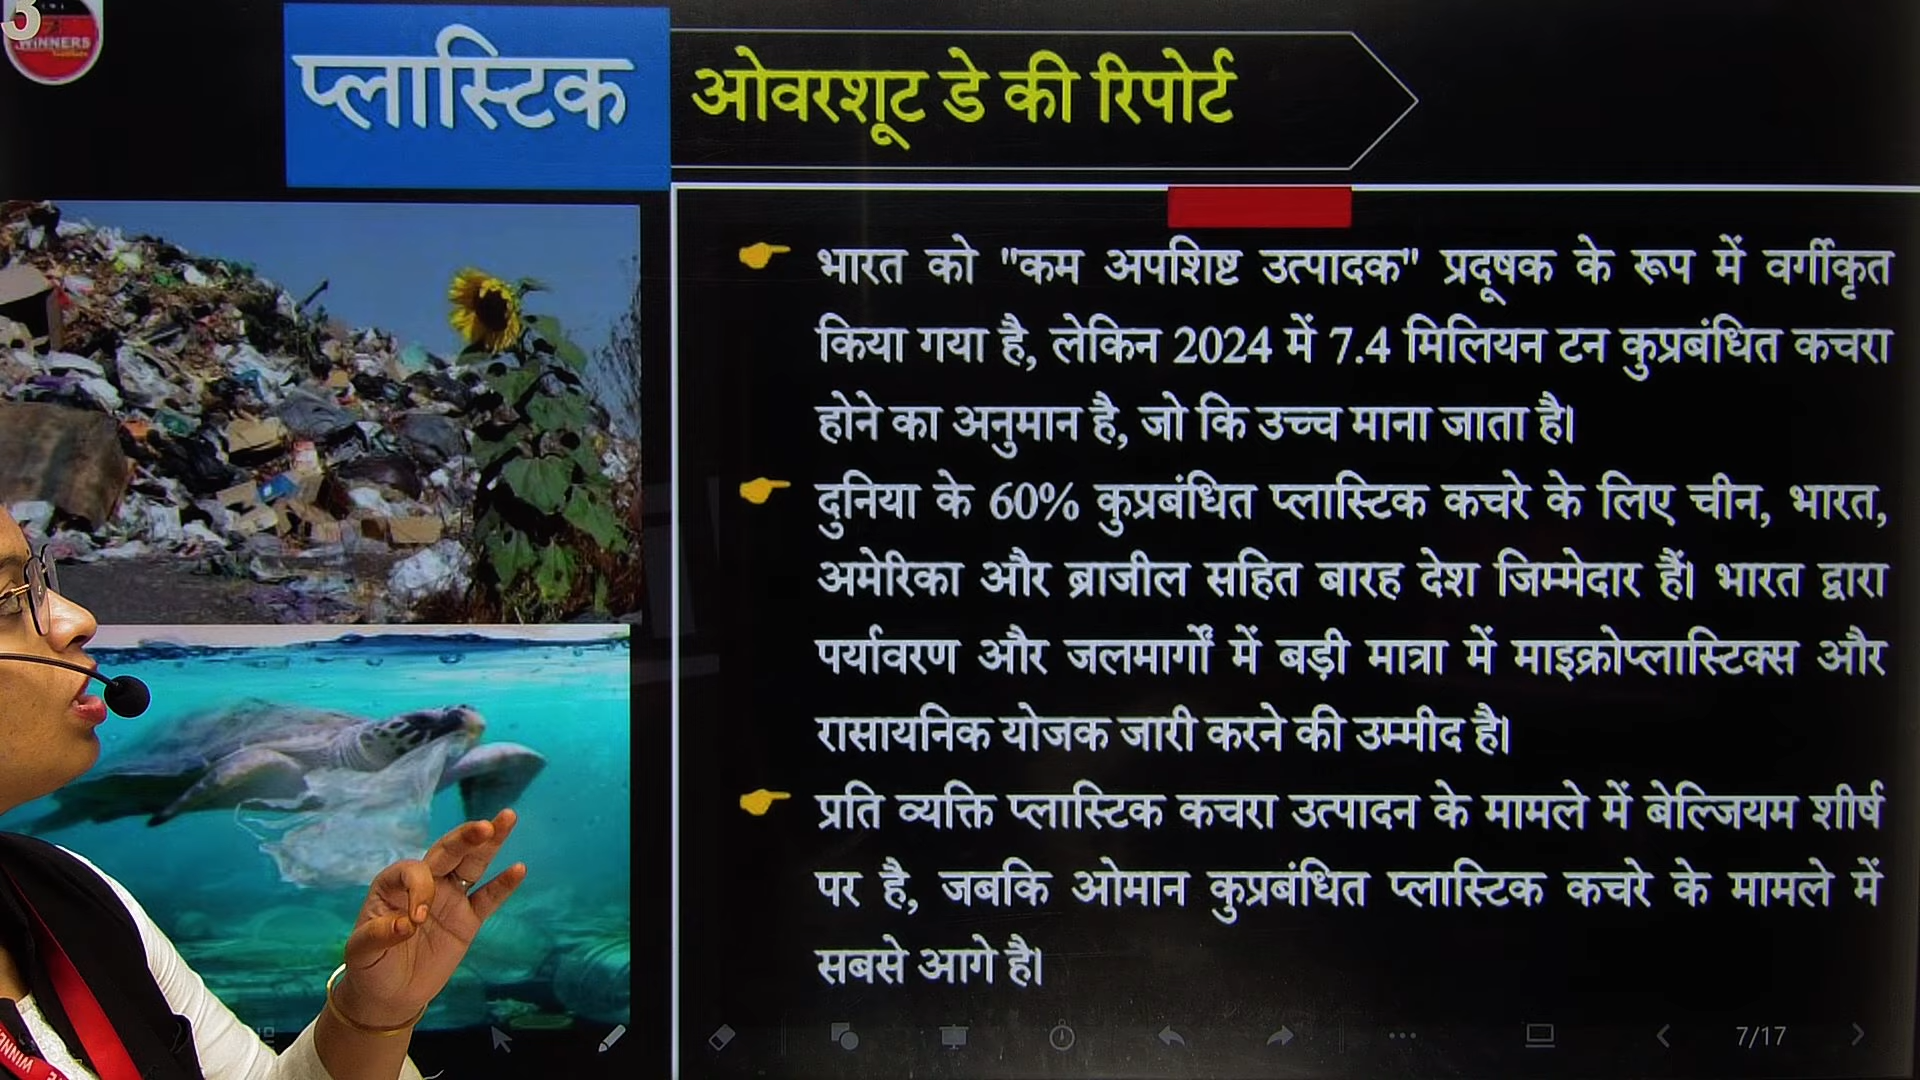 3
WINNERS
प्लास्टिक
ओवरशूट डे की रिपोर्ट
भारत को "कम अपशिष्ट उत्पादक" प्रदूषक के रूप में वर्गीकृत
किया गया है, लेकिन 2024 में 7.4 मिलियन टन कुप्रबंधित कचरा
होने का अनुमान है, जो कि उच्च माना जाता है।
दुनिया के 60% कुप्रबंधित प्लास्टिक कचरे के लिए चीन, भारत,
अमेरिका और ब्राजील सहित बारह देश जिम्मेदार हैं। भारत द्वारा
पर्यावरण और जलमार्गों में बड़ी मात्रा में माइक्रोप्लास्टिक्स और
रासायनिक योजक जारी करने की उम्मीद है।
प्रति व्यक्ति प्लास्टिक कचरा उत्पादन के मामले में बेल्जियम शीर्ष
पर है, जबकि ओमान कुप्रबंधित प्लास्टिक कचरे के मामले में
सबसे आगे है।
7/17